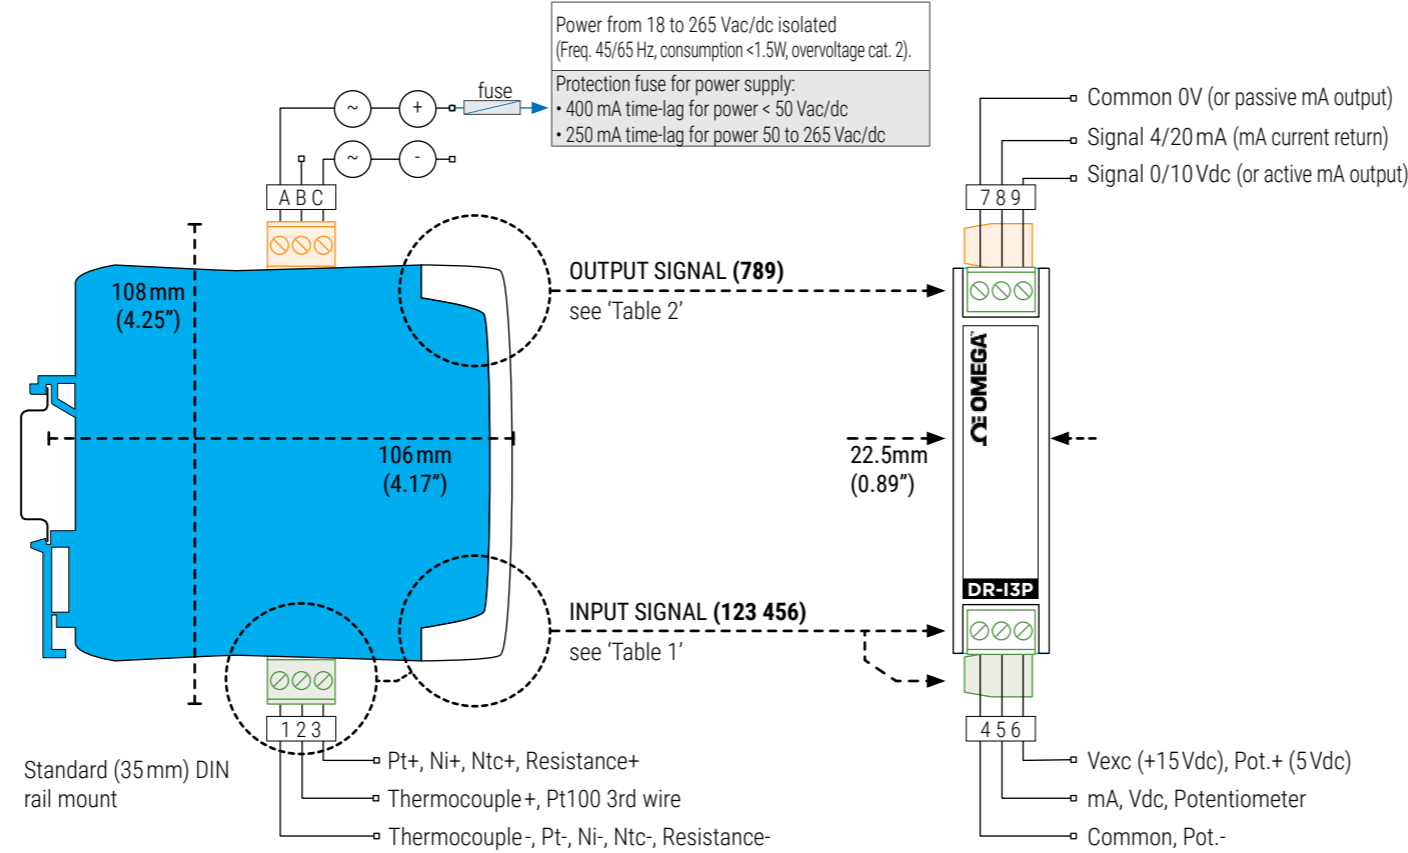 Power from 18 to 265 Vac/dc isolated
(Freq. 45/65 Hz, consumption <1.5W, overvoltage cat. 2).
Protection fuse for power supply:
• 400 mA time-lag for power < 50 Vac/dc
• 250 mA time-lag for power 50 to 265 Vac/dc
fuse
~ +
~ -
A B C
Common 0V (or passive mA output)
Signal 4/20 mA (mA current return)
Signal 0/10 Vdc (or active mA output)
7 8 9
108 mm
(4.25”)
OUTPUT SIGNAL (789)
see ‘Table 2’
106 mm
(4.17”)
22.5mm
(0.89”)
Ω OMEGA
DR-I3P
INPUT SIGNAL (123 456)
see ‘Table 1’
1 2 3
4 5 6
Standard (35 mm) DIN
rail mount
Pt+, Ni+, Ntc+, Resistance+
Thermocouple+, Pt100 3rd wire
Thermocouple-, Pt-, Ni-, Ntc-, Resistance-
Vexc (+15 Vdc), Pot.+ (5 Vdc)
mA, Vdc, Potentiometer
Common, Pot.-